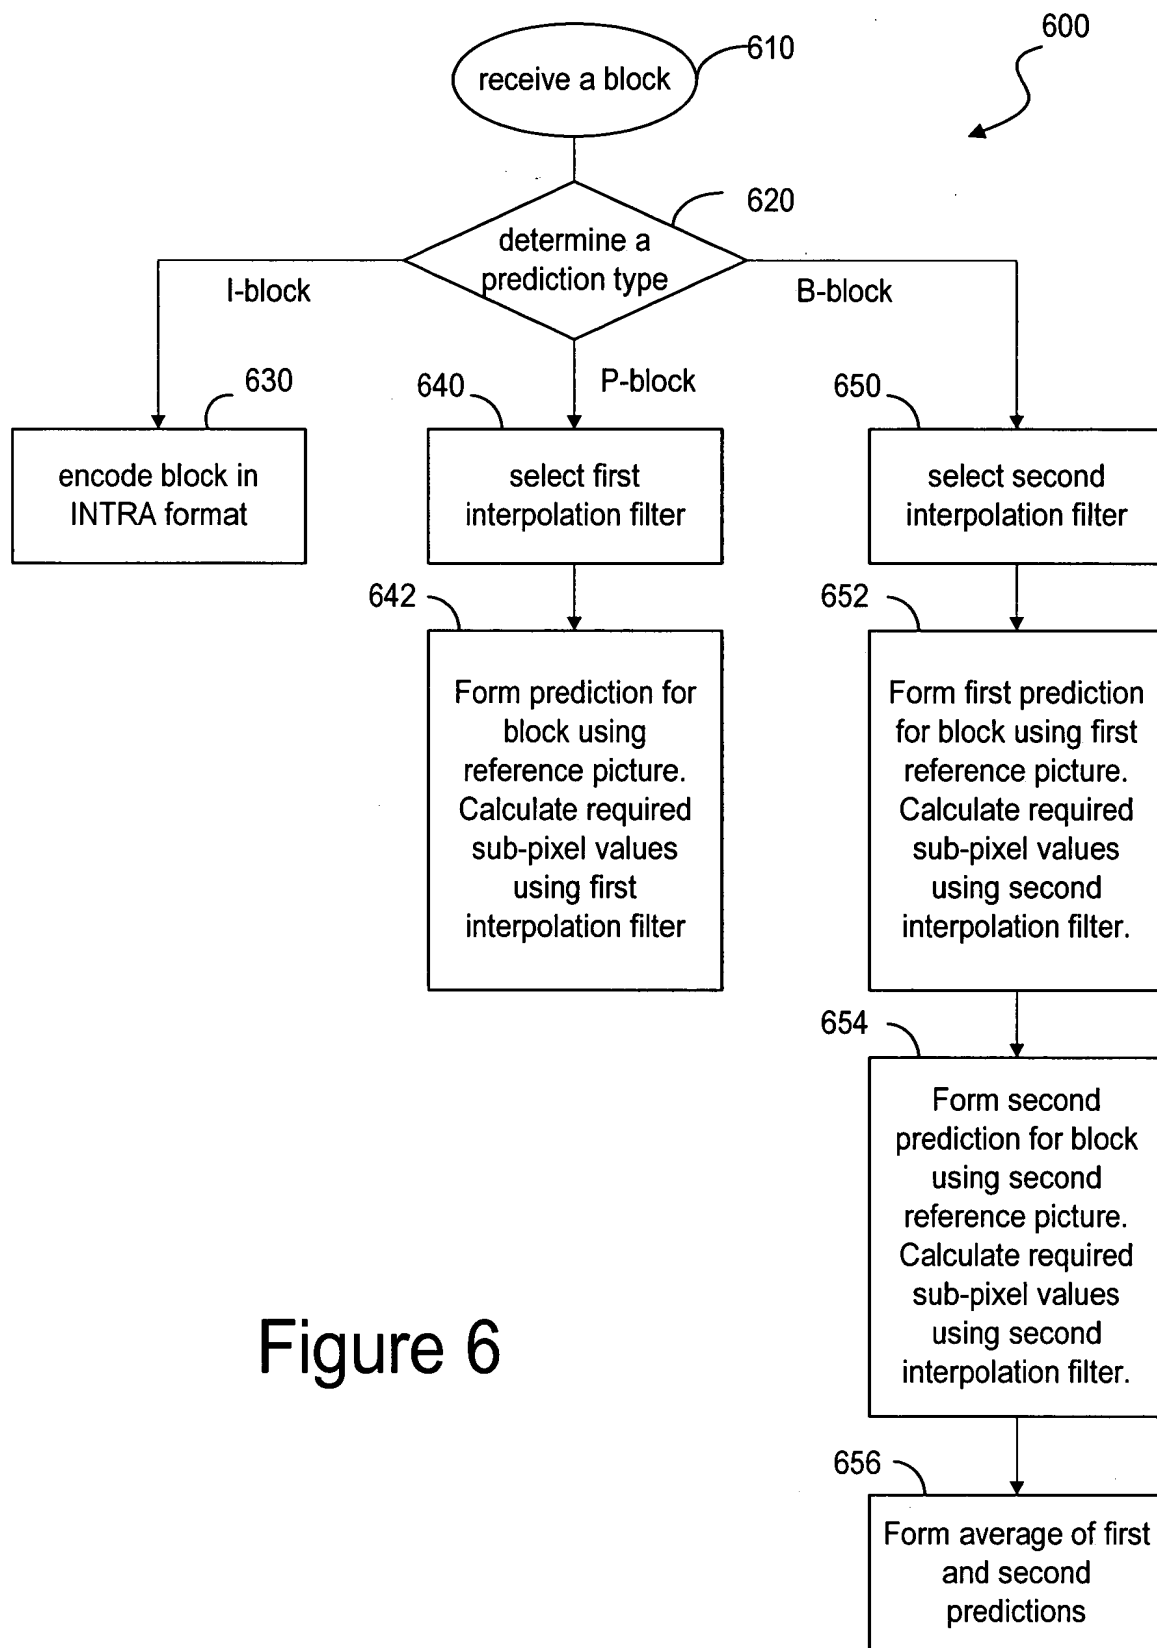 600
610
receive a block
620
determine a
prediction type
I-block
B-block
P-block
630
640
650
encode block in
INTRA format
select first
interpolation filter
select second
interpolation filter
642
652
Form prediction for
block using
reference picture.
Calculate required
sub-pixel values
using first
interpolation filter
Form first prediction
for block using first
reference picture.
Calculate required
sub-pixel values
using second
interpolation filter.
654
Form second
prediction for block
using second
reference picture.
Calculate required
sub-pixel values
using second
interpolation filter.
Figure 6
656
Form average of first
and second
predictions